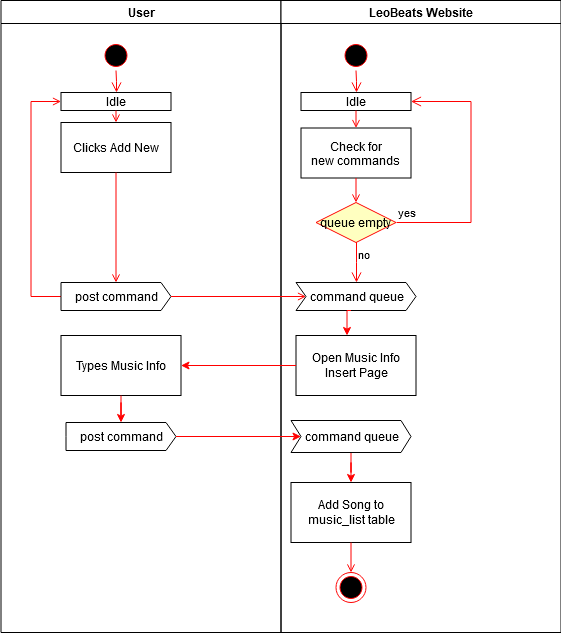 User
LeoBeats Website
Idle
Idle
Clicks Add New
Check for
new commands
queue empty
yes
no
post command
command queue
Types Music Info
Open Music Info
Insert Page
post command
command queue
Add Song to
music_list table